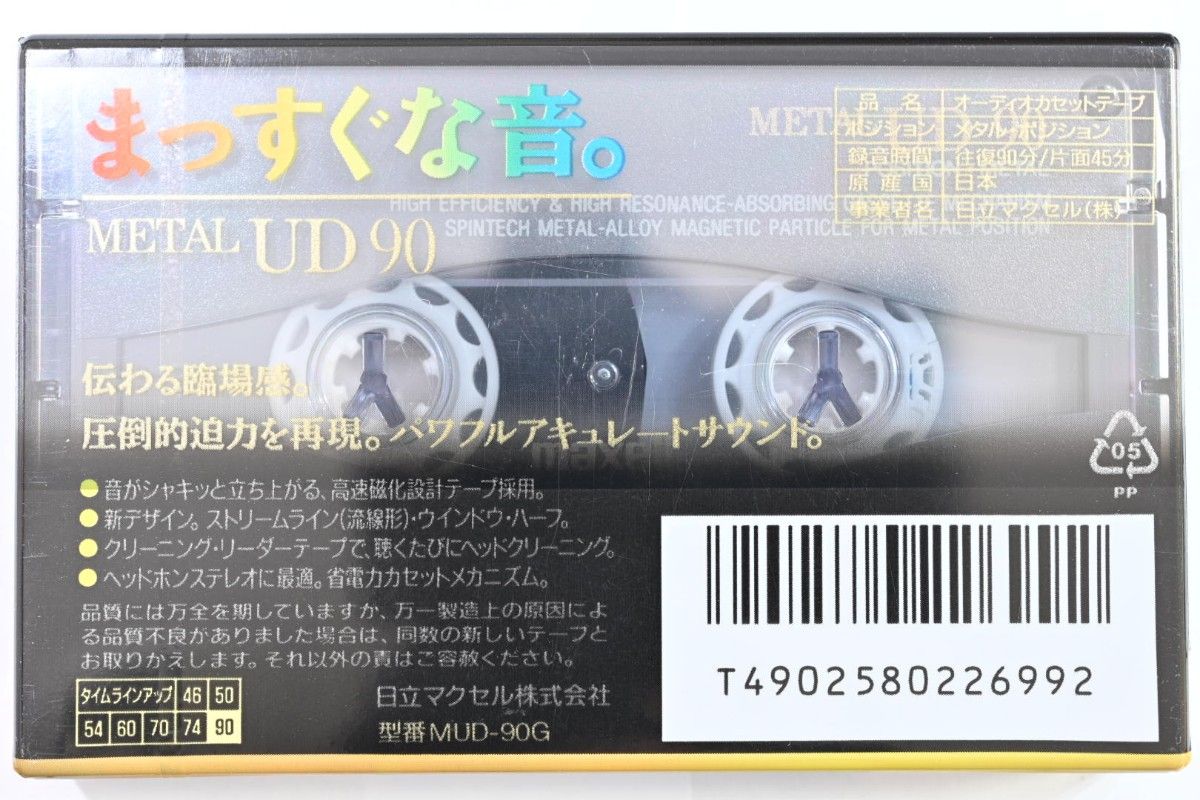 まっすぐな音。
METAL UD 90
品名 オーディオカセットテープ
ポジション メタル・ポジション
録音時間 往復90分/片面45分
原産国 日本
事業者名 日立マクセル(株)
METAL UD 90
HIGH EFFICIENCY & HIGH RESONANCE-ABSORBING
SPINTECH METAL-ALLOY MAGNETIC PARTICLE FOR METAL POSITION
伝わる臨場感。
圧倒的迫力を再現。パワフルアキュレートサウンド。
maxell
● 音がシャキッと立ち上がる、高速磁化設計テープ採用。
● 新デザイン。ストリームライン(流線形)・ウインドウ・ハーフ。
● クリーニング・リーダーテープで、聴くたびにヘッドクリーニング。
● ヘッドホンステレオに最適。省電力カセットメカニズム。
品質には万全を期していますか、万一製造上の原因によ
る品質不良がありました場合は、同数の新しいテープと
お取りかえします。それ以外の責はご容赦ください。
タイムラインアップ 46 50
54 60 70 74 90
日立マクセル株式会社
型番MUD-90G
05
PP
T4902580226992